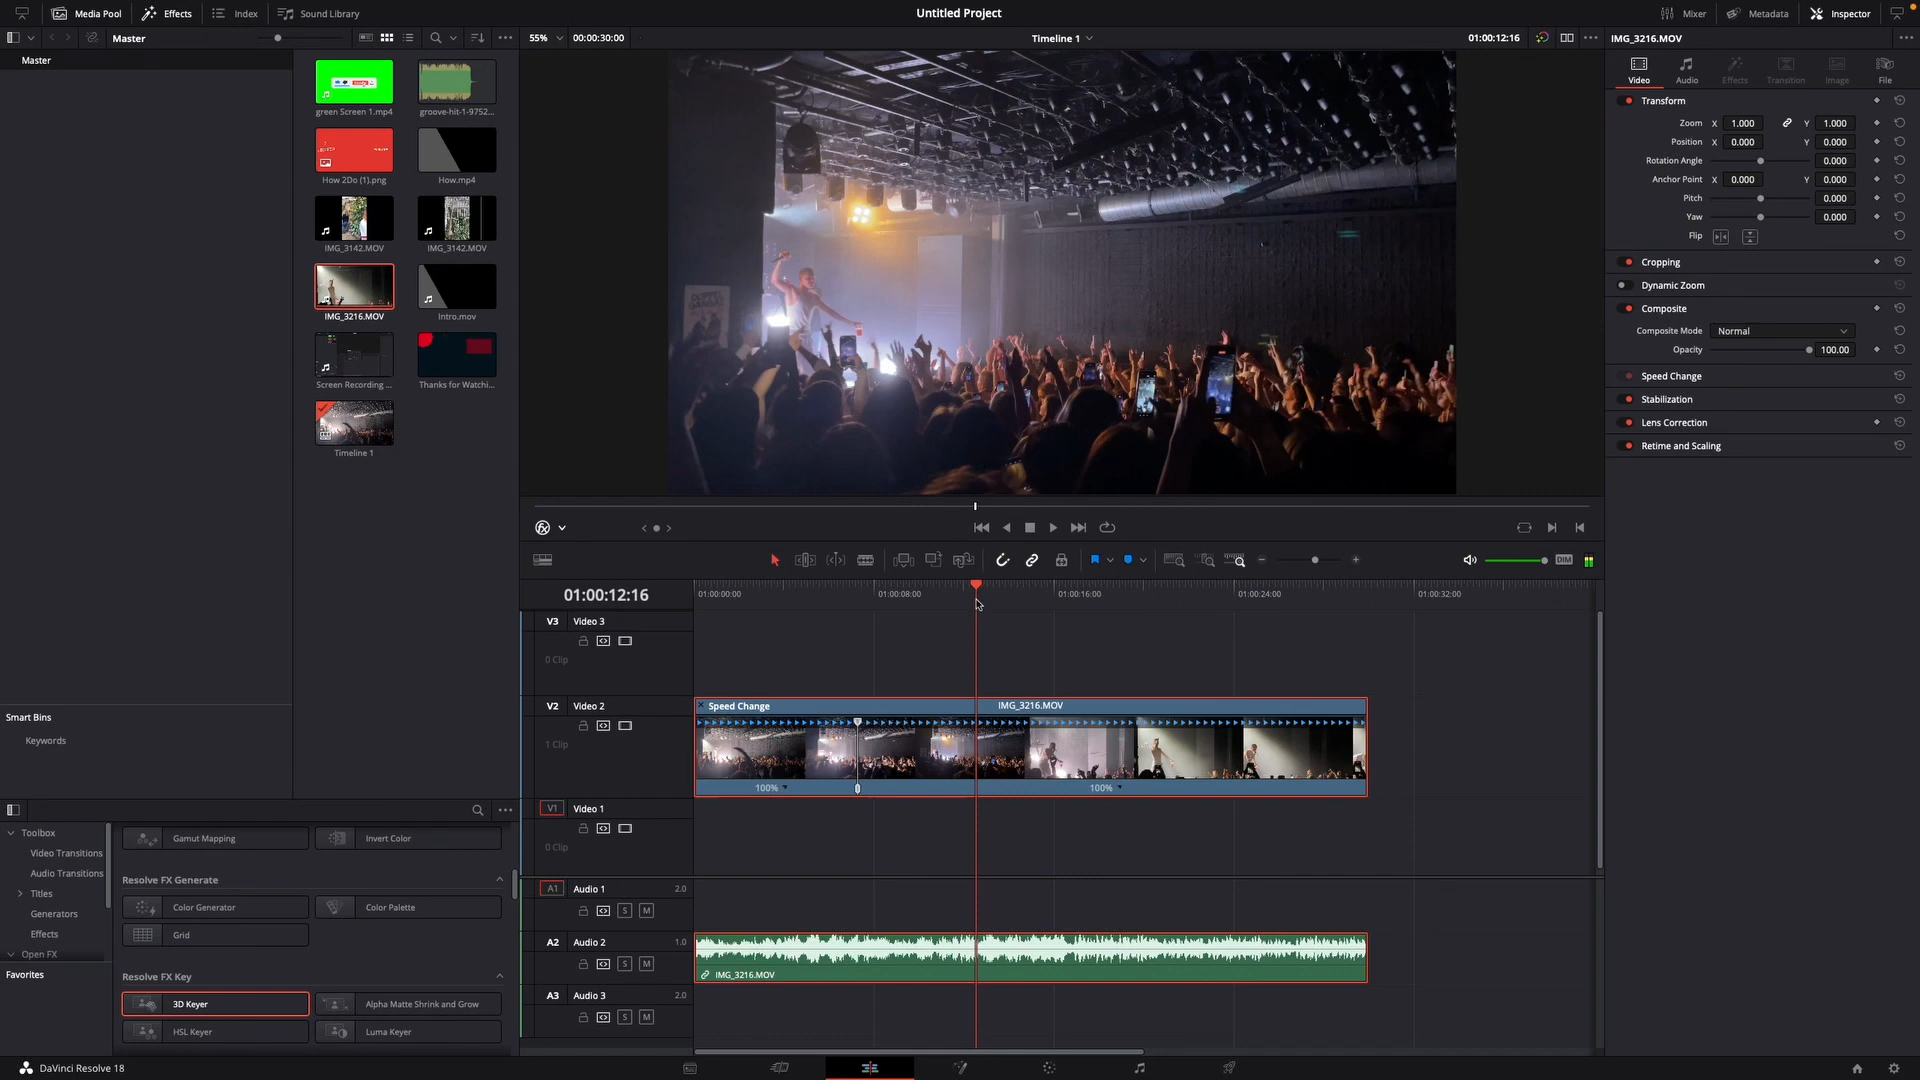 Media Pool Effects Index Sound Library Untitled Project Mixer Metadata Inspector
Master 55% 00:00:30:00 Timeline 1 01:00:12:16 IMG_3216.MOV
Master
green Screen 1.mp4 groove-hit-1-9752...
How 2Do (1).png How.mp4
IMG_3142.MOV IMG_3142.MOV
IMG_3216.MOV Intro.mov
Screen Recording ... Thanks for Watchi...
Timeline 1
Smart Bins
Keywords
Video Audio Effects Transition Image File
Transform
Zoom X 1.000 Y 1.000
Position X 0.000 Y 0.000
Rotation Angle 0.000
Anchor Point X 0.000 Y 0.000
Pitch 0.000
Yaw 0.000
Flip
Cropping
Dynamic Zoom
Composite
Composite Mode Normal
Opacity 100.00
Speed Change
Stabilization
Lens Correction
Retime and Scaling
DIM
01:00:12:16 01:00:00:00 01:00:08:00 01:00:16:00 01:00:24:00 01:00:32:00
V3 Video 3
0 Clip
V2 Video 2 Speed Change IMG_3216.MOV
1 Clip
100% 100%
V1 Video 1
0 Clip
A1 Audio 1 2.0
S M
A2 Audio 2 1.0
S M IMG_3216.MOV
A3 Audio 3 2.0
S M
Toolbox
Video Transitions
Audio Transitions
Titles
Generators
Effects
Open FX
Favorites
Gamut Mapping Invert Color
Resolve FX Generate
Color Generator Color Palette
Grid
Resolve FX Key
3D Keyer Alpha Matte Shrink and Grow
HSL Keyer Luma Keyer
DaVinci Resolve 18